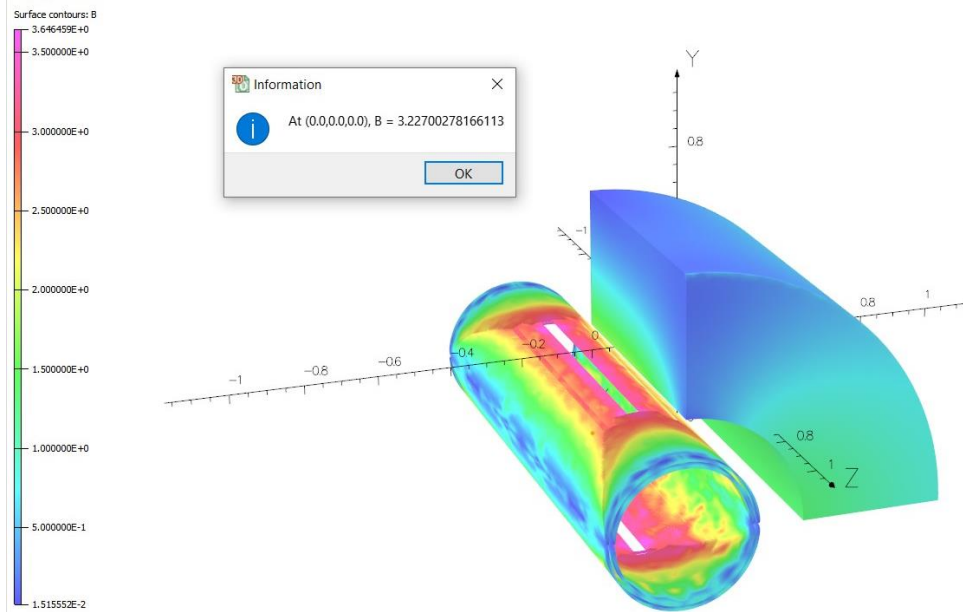 Surface contours: B
3.646459E+0
3.500000E+0
3.000000E+0
2.500000E+0
2.000000E+0
1.500000E+0
1.000000E+0
5.000000E-1
1.515552E-2
Information
At (0.0,0.0,0.0), B = 3.22700278166113
OK
Y
0.8
-1
0.8
1
0
-0.2
-0.4
-0.6
-0.8
-1
0.8
1
Z